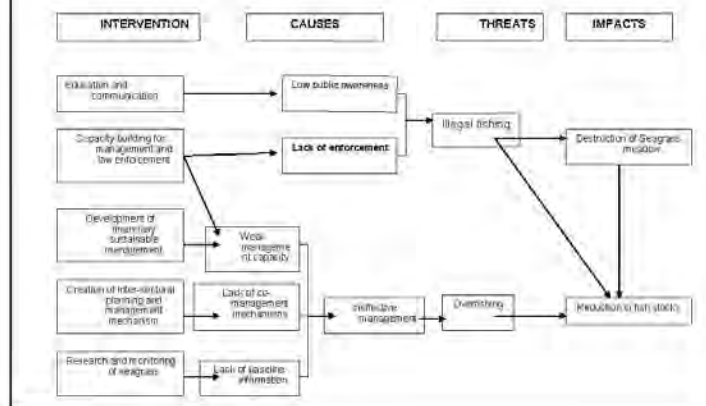 INTERVENTION CAUSES THREATS IMPACTS
Education and
communication
Low public awareness
Illegal fishing
Capacity building for
management and
law enforcement
Lack of enforcement
Destruction of Seagrass
meadow
Development of
sustainable
management
Weak
manageme
nt capacity
Creation of inter-sectoral
planning and
management
mechanism
Lack of co-
management
mechanisms
Ineffective
management
Overfishing
Reduction of fish stocks
Research and monitoring
of seagrass
Lack of baseline
information